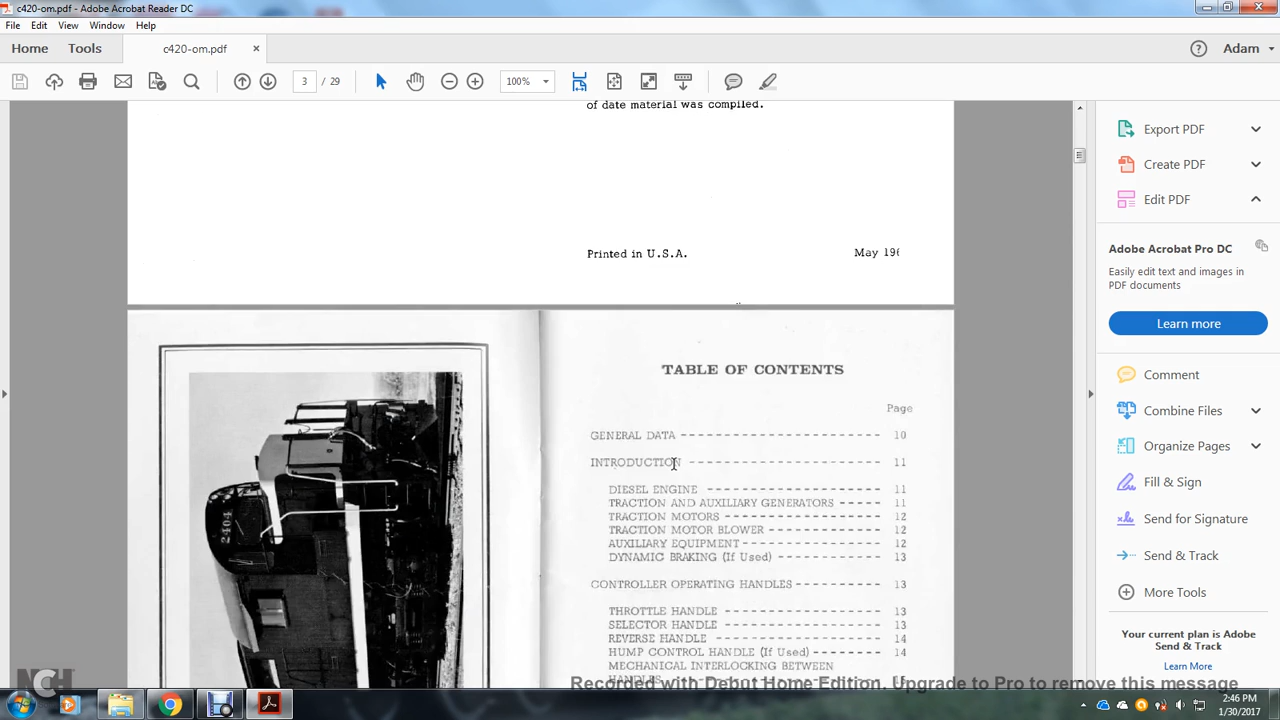 c420-om.pdf - Adobe Acrobat Reader DC
File Edit View Window Help
Home Tools c420-om.pdf ×
Adam
3 / 29
100%
of date material was compiled.
Printed in U.S.A. May 196
TABLE OF CONTENTS
Page
GENERAL DATA 10
INTRODUCTION 11
DIESEL ENGINE 11
TRACTION AND AUXILIARY GENERATORS 11
TRACTION MOTORS 12
TRACTION MOTOR BLOWER 12
AUXILIARY EQUIPMENT 12
DYNAMIC BRAKING (If Used) 13
CONTROLLER OPERATING HANDLES 13
THROTTLE HANDLE 13
SELECTOR HANDLE 13
REVERSE HANDLE 14
HUMP CONTROL HANDLE (If Used) 14
MECHANICAL INTERLOCKING BETWEEN
HANDLES
Export PDF
Create PDF
Edit PDF
Adobe Acrobat Pro DC
Easily edit text and images in
PDF documents
Learn more
Comment
Combine Files
Organize Pages
Fill & Sign
Send for Signature
Send & Track
More Tools
Your current plan is Adobe
Send & Track
Learn More
Recorded with Debut Home Edition. Upgrade to Pro to remove this message
2:46 PM
1/30/2017